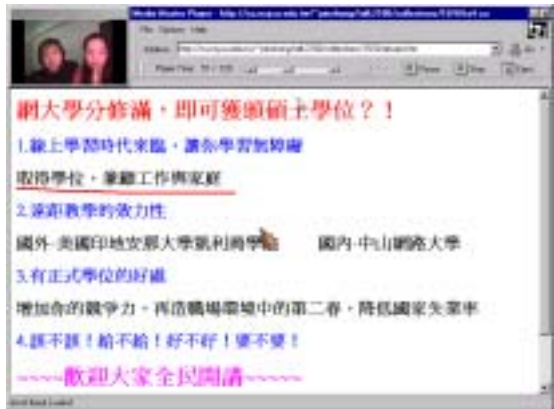 網大學分修滿，即可獲頒碩士學位？！
1.線上學習時代來臨，讓你學習無障礙
取得學位，兼顧工作與家庭
2.遠距教學的效力性
國外-美國印地安那大學凱利商學 國內-中山網路大學
3.有正式學位的好處
增加你的競爭力，再造職場環境中的第二春，降低國家失業率
4.該不該！給不給！好不好！要不要！
~~~~歡迎大家全民開講~~~~~